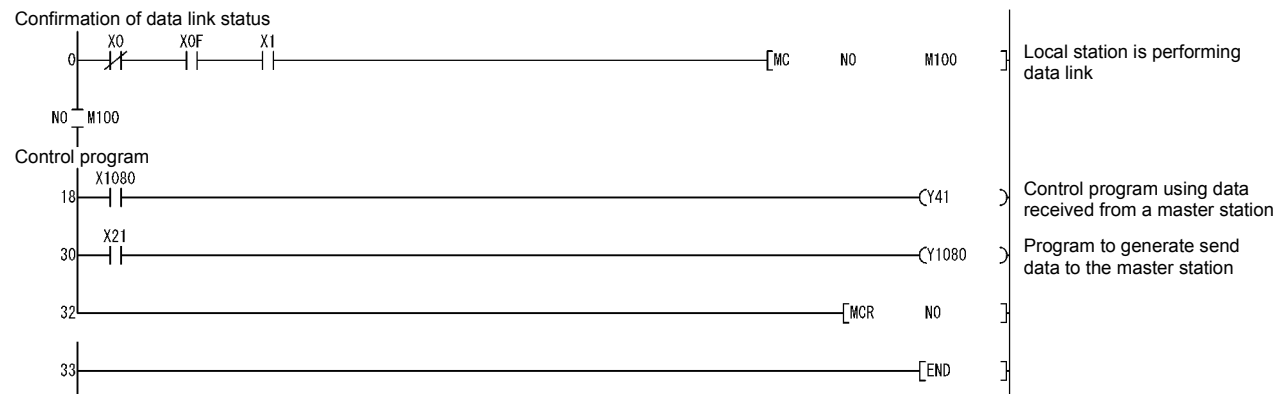 Confirmation of data link status
X0 X0F X1
0 [MC N0 M100 ] Local station is performing
data link
N0 M100
Control program
X1080
18 (Y41 ) Control program using data
received from a master station
X21
30 (Y1080 ) Program to generate send
data to the master station
32 [MCR N0 ]
33 [END ]